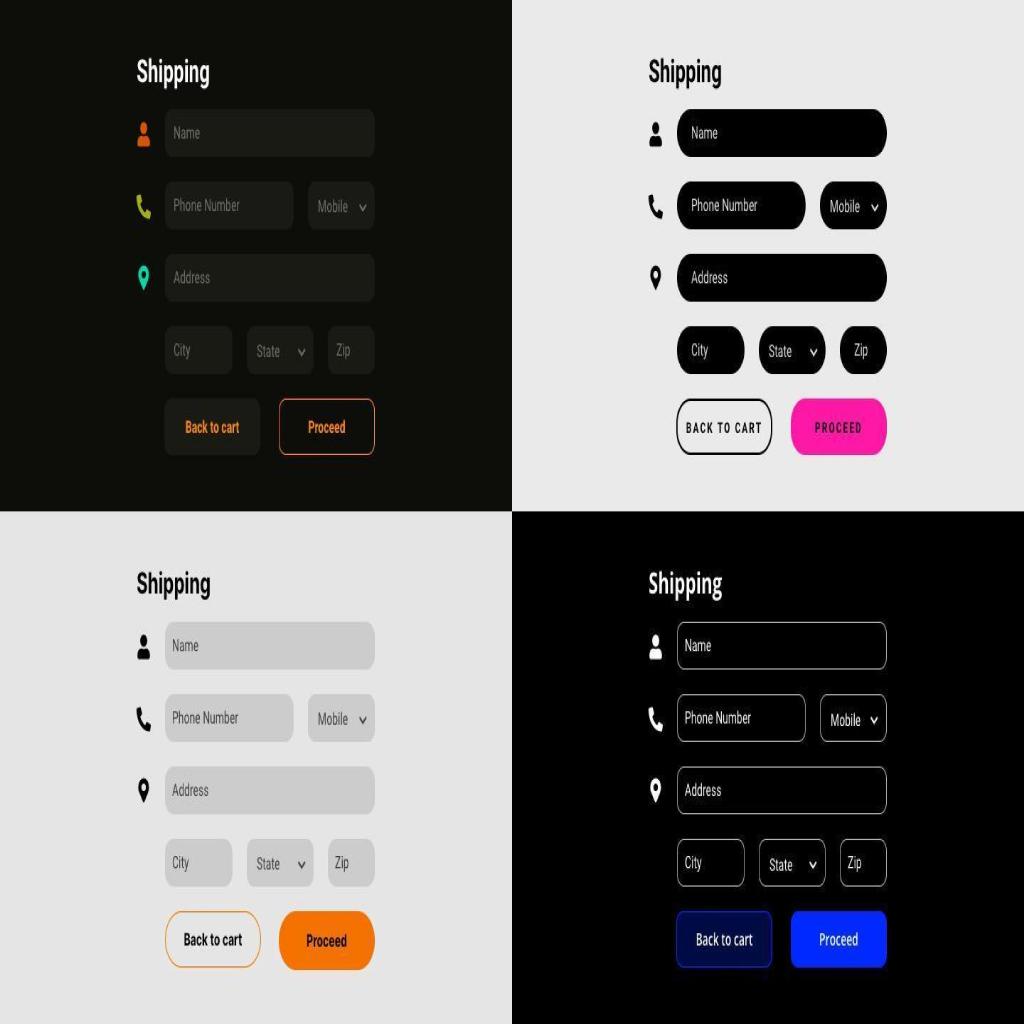 Shipping
Name
Phone Number
Mobile
Address
City
State
Zip
Back to cart
Proceed
Shipping
Name
Phone Number
Mobile
Address
City
State
Zip
BACK TO CART
PROCEED
Shipping
Name
Phone Number
Mobile
Address
City
State
Zip
Back to cart
Proceed
Shipping
Name
Phone Number
Mobile
Address
City
State
Zip
Back to cart
Proceed